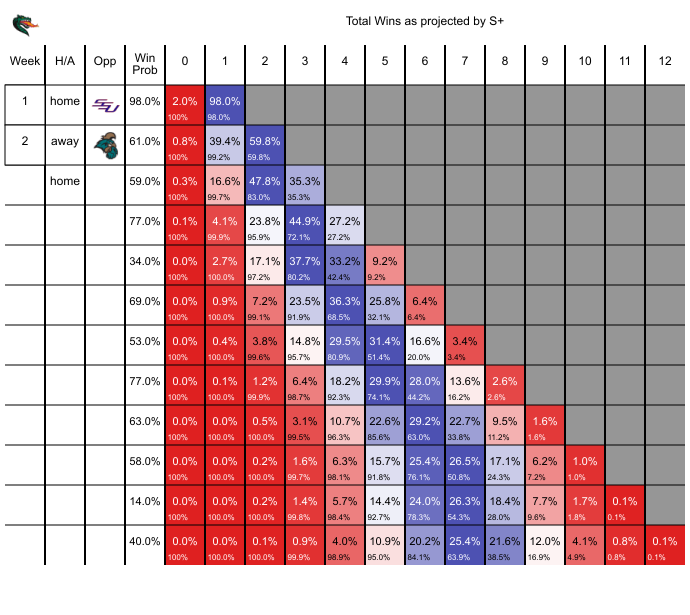 Total Wins as projected by S+
Week H/A Opp Win Prob 0 1 2 3 4 5 6 7 8 9 10 11 12
1 home 98.0% 2.0% 98.0%
100% 98.0%
2 away 61.0% 0.8% 39.4% 59.8%
100% 99.2% 59.8%
home 59.0% 0.3% 16.6% 47.8% 35.3%
100% 99.7% 83.0% 35.3%
77.0% 0.1% 4.1% 23.8% 44.9% 27.2%
100% 99.9% 95.9% 72.1% 27.2%
34.0% 0.0% 2.7% 17.1% 37.7% 33.2% 9.2%
100% 100.0% 97.2% 80.2% 42.4% 9.2%
69.0% 0.0% 0.9% 7.2% 23.5% 36.3% 25.8% 6.4%
100% 100.0% 99.1% 91.9% 68.5% 32.1% 6.4%
53.0% 0.0% 0.4% 3.8% 14.8% 29.5% 31.4% 16.6% 3.4%
100% 100.0% 99.6% 95.7% 80.9% 51.4% 20.0% 3.4%
77.0% 0.0% 0.1% 1.2% 6.4% 18.2% 29.9% 28.0% 13.6% 2.6%
100% 100.0% 99.9% 98.7% 92.3% 74.1% 44.2% 16.2% 2.6%
63.0% 0.0% 0.0% 0.5% 3.1% 10.7% 22.6% 29.2% 22.7% 9.5% 1.6%
100% 100.0% 100.0% 99.5% 96.3% 85.6% 63.0% 33.8% 11.2% 1.6%
58.0% 0.0% 0.0% 0.2% 1.6% 6.3% 15.7% 25.4% 26.5% 17.1% 6.2% 1.0%
100% 100.0% 100.0% 99.7% 98.1% 91.8% 76.1% 50.8% 24.3% 7.2% 1.0%
14.0% 0.0% 0.0% 0.2% 1.4% 5.7% 14.4% 24.0% 26.3% 18.4% 7.7% 1.7% 0.1%
100% 100.0% 100.0% 99.8% 98.4% 92.7% 78.3% 54.3% 28.0% 9.6% 1.8% 0.1%
40.0% 0.0% 0.0% 0.1% 0.9% 4.0% 10.9% 20.2% 25.4% 21.6% 12.0% 4.1% 0.8% 0.1%
100% 100.0% 100.0% 99.9% 98.9% 95.0% 84.1% 63.9% 38.5% 16.9% 4.9% 0.8% 0.1%